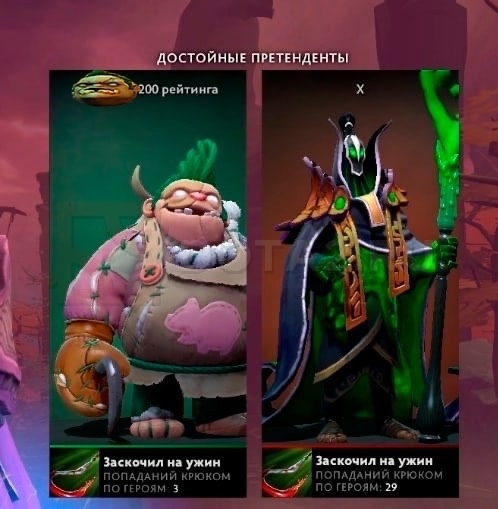 ДОСТОЙНЫЕ ПРЕТЕНДЕНТЫ
200 рейтинга
X
Заскочил на ужин
ПОПАДАНИЙ КРЮКОМ
ПО ГЕРОЯМ: 3
Заскочил на ужин
ПОПАДАНИЙ КРЮКОМ
ПО ГЕРОЯМ: 29